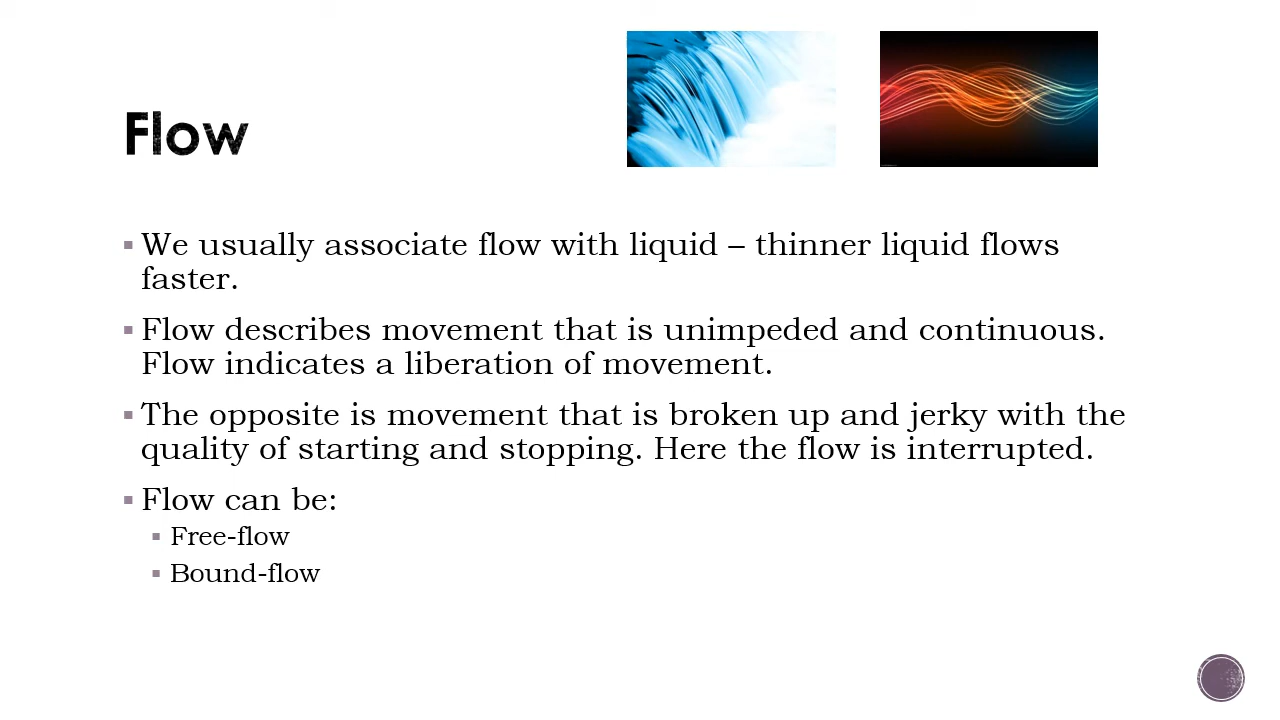 Flow
▪ We usually associate flow with liquid – thinner liquid flows
faster.
▪ Flow describes movement that is unimpeded and continuous.
Flow indicates a liberation of movement.
▪ The opposite is movement that is broken up and jerky with the
quality of starting and stopping. Here the flow is interrupted.
▪ Flow can be:
▪ Free-flow
▪ Bound-flow